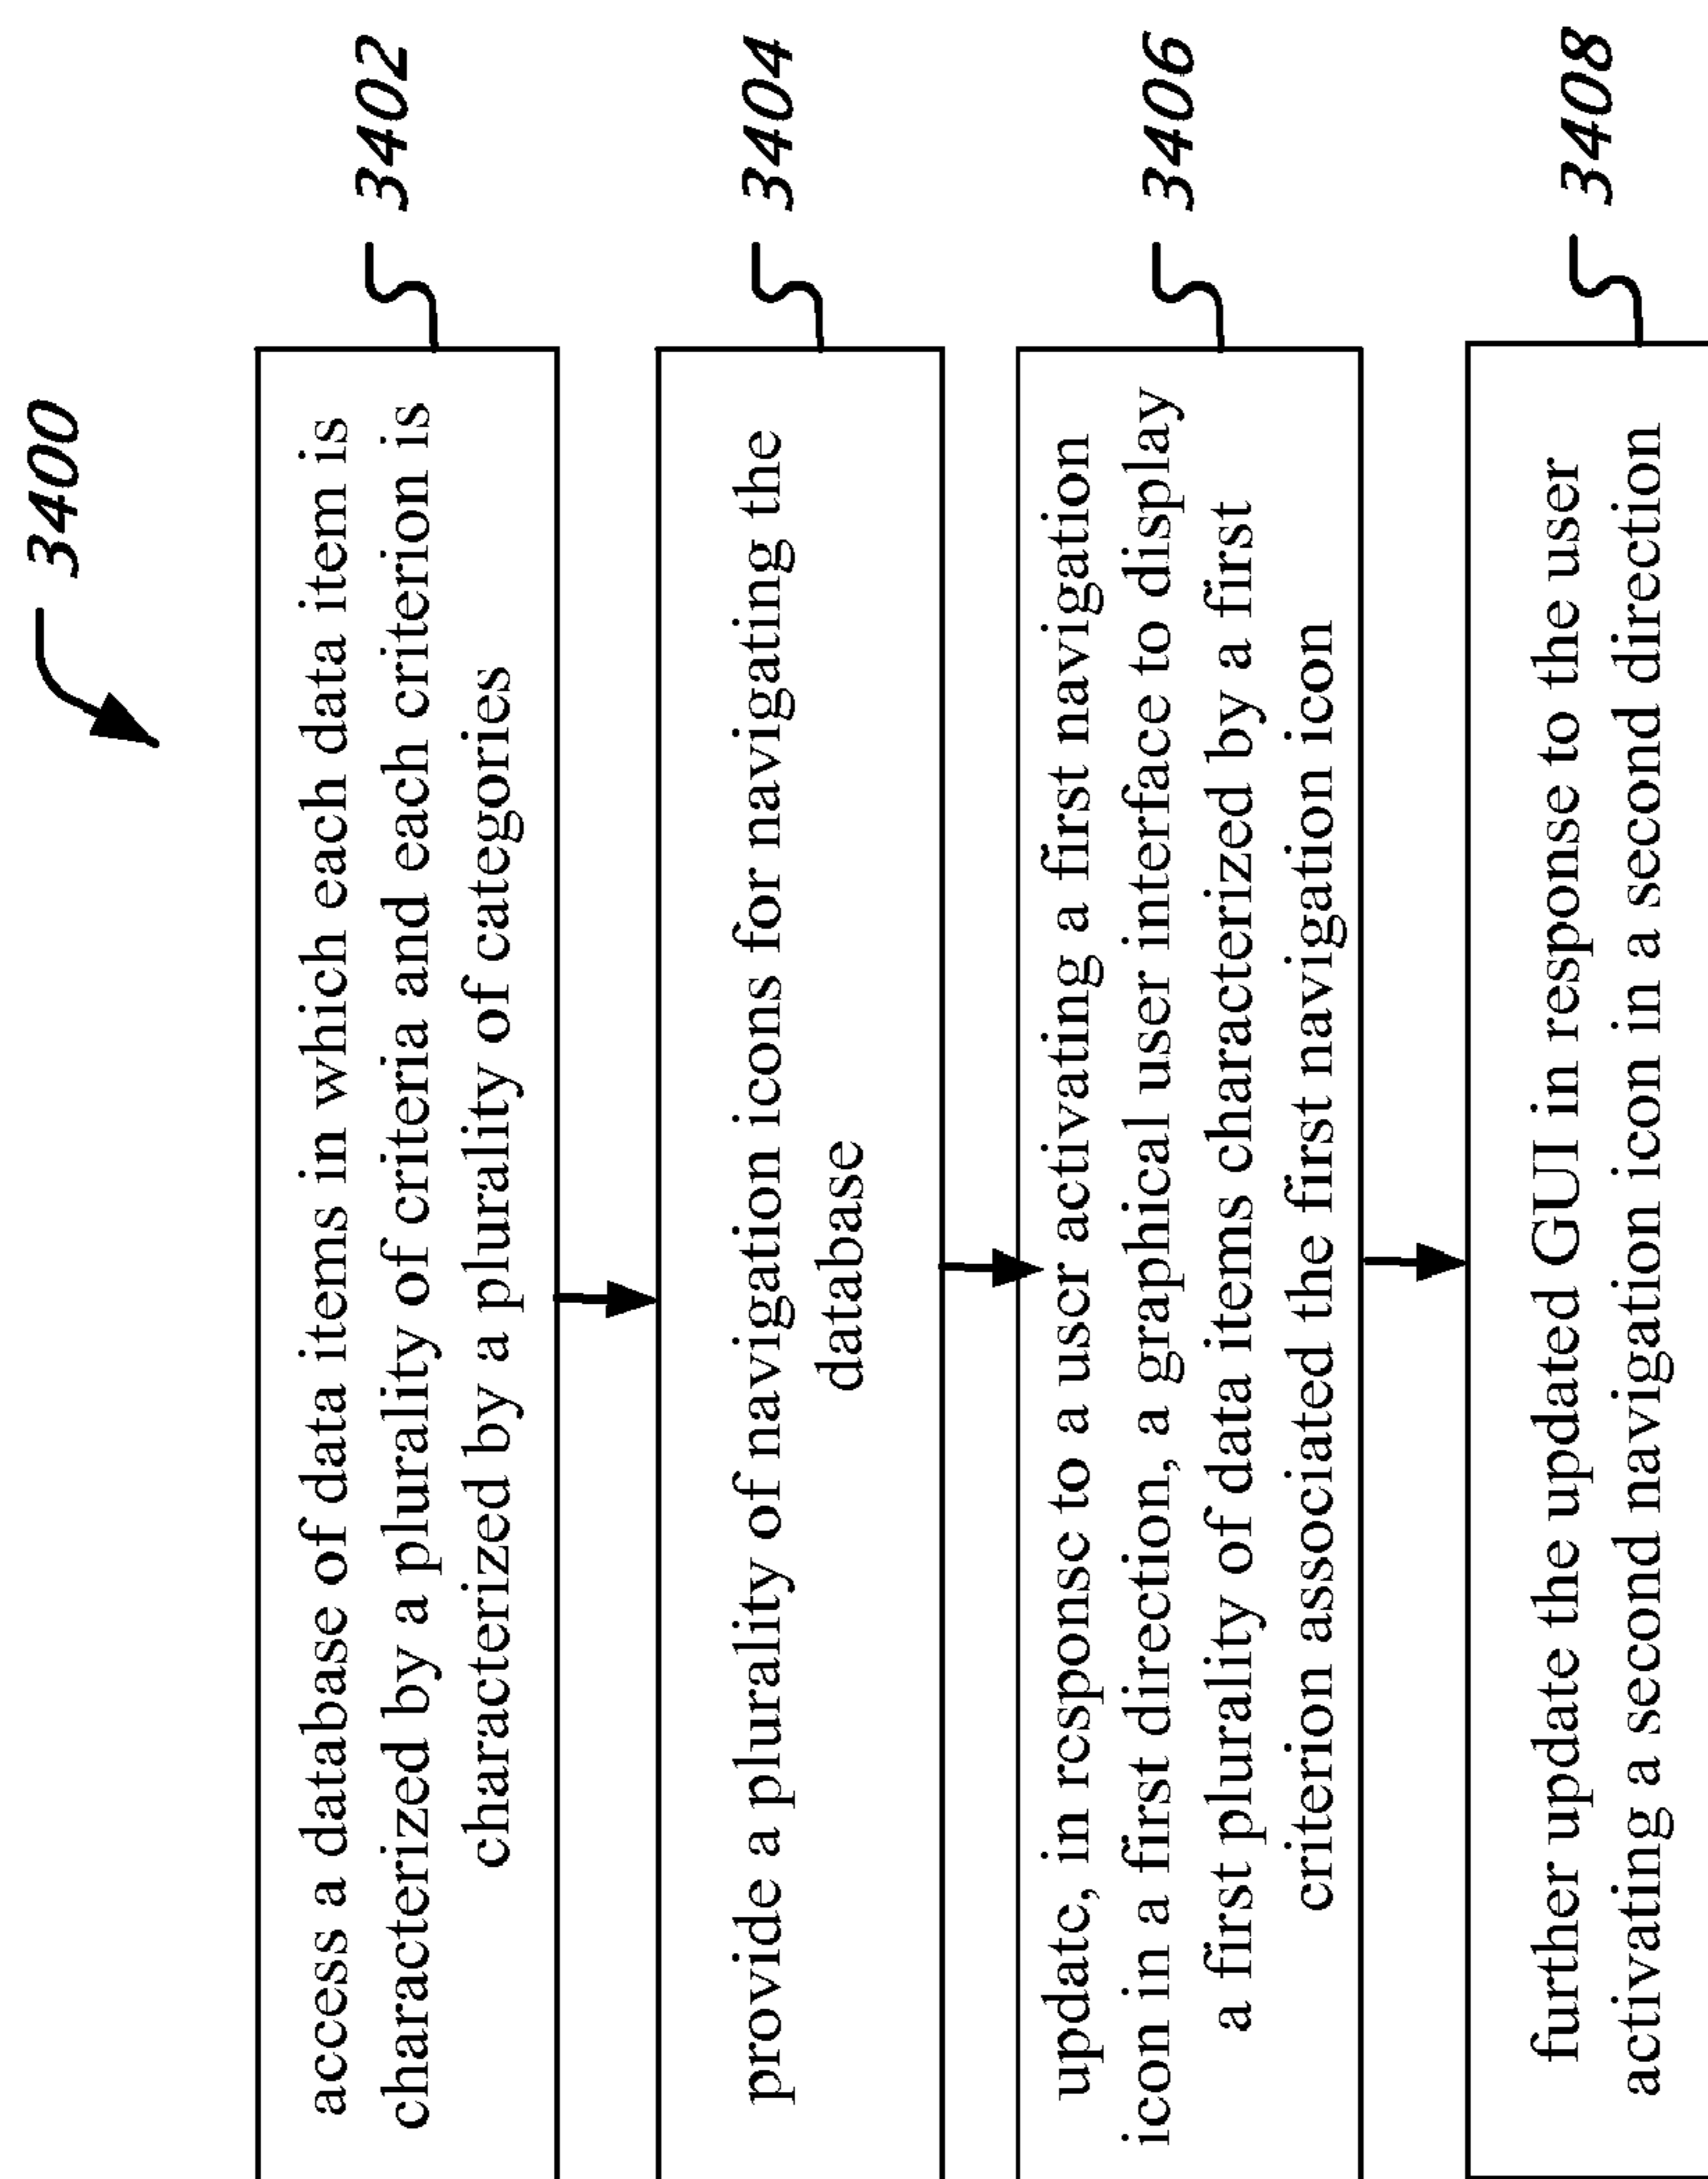 3400
access a database of data items in which each data item is
characterized by a plurality of criteria and each criterion is
characterized by a plurality of categories
3402
provide a plurality of navigation icons for navigating the
database
3404
update, in response to a user activating a first navigation
icon in a first direction, a graphical user interface to display
a first plurality of data items characterized by a first
criterion associated the first navigation icon
3406
further update the updated GUI in response to the user
activating a second navigation icon in a second direction
3408